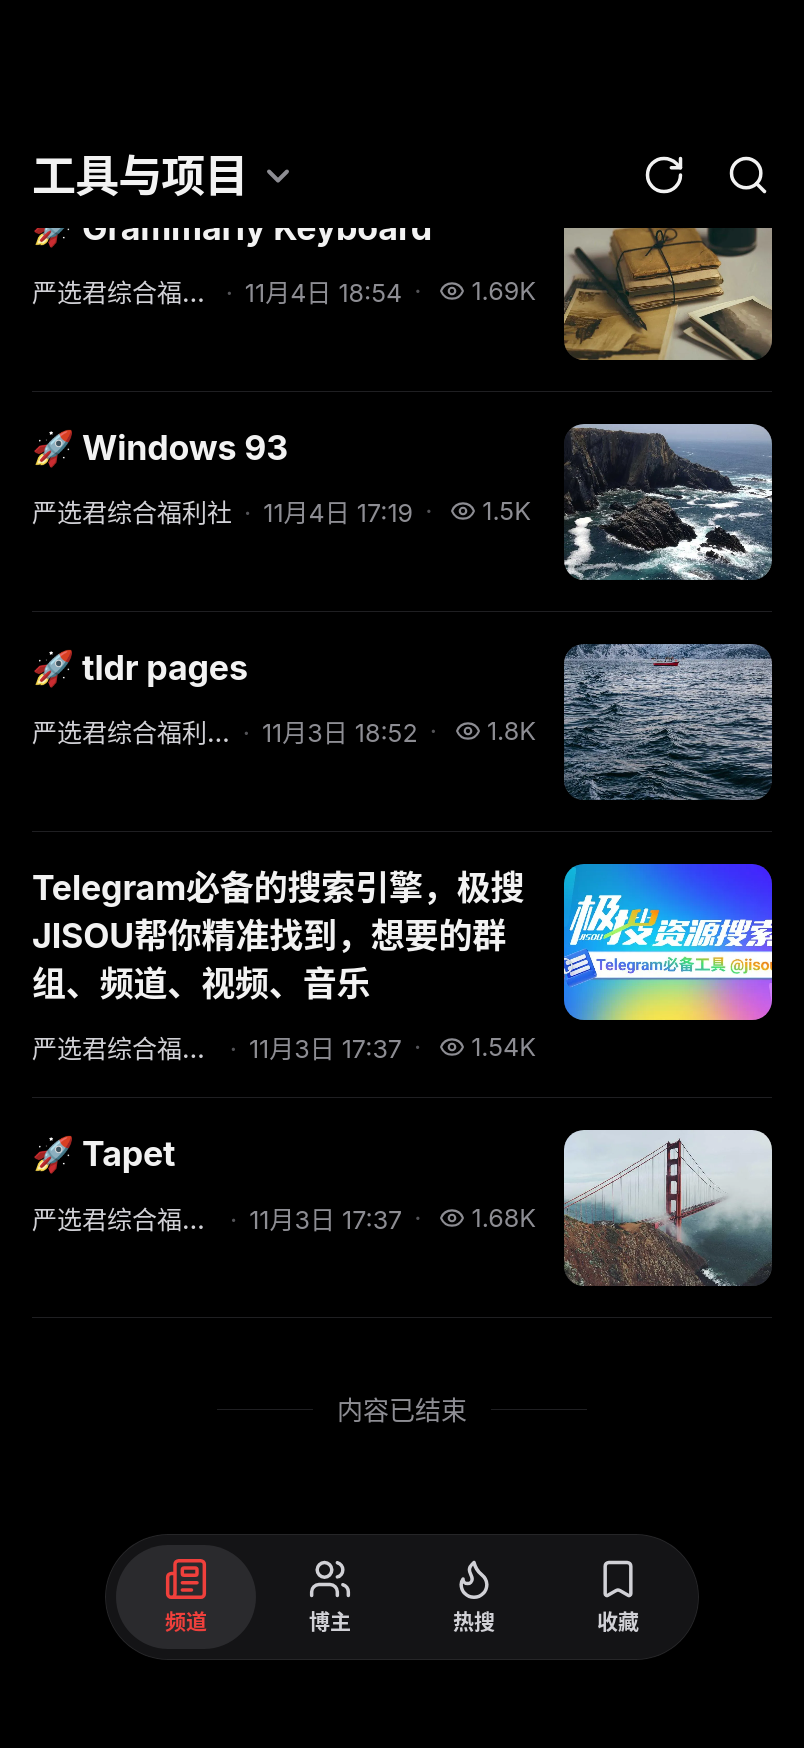 工具与项目
🚀 Grammarly Keyboard
严选君综合福... · 11月4日 18:54 · 1.69K
🚀 Windows 93
严选君综合福利社 · 11月4日 17:19 · 1.5K
🚀 tldr pages
严选君综合福利... · 11月3日 18:52 · 1.8K
Telegram必备的搜索引擎，极搜
JISOU帮你精准找到，想要的群
组、频道、视频、音乐
极搜资源搜索
JISOU
Telegram必备工具 @jisou
严选君综合福... · 11月3日 17:37 · 1.54K
🚀 Tapet
严选君综合福... · 11月3日 17:37 · 1.68K
内容已结束
频道 博主 热搜 收藏